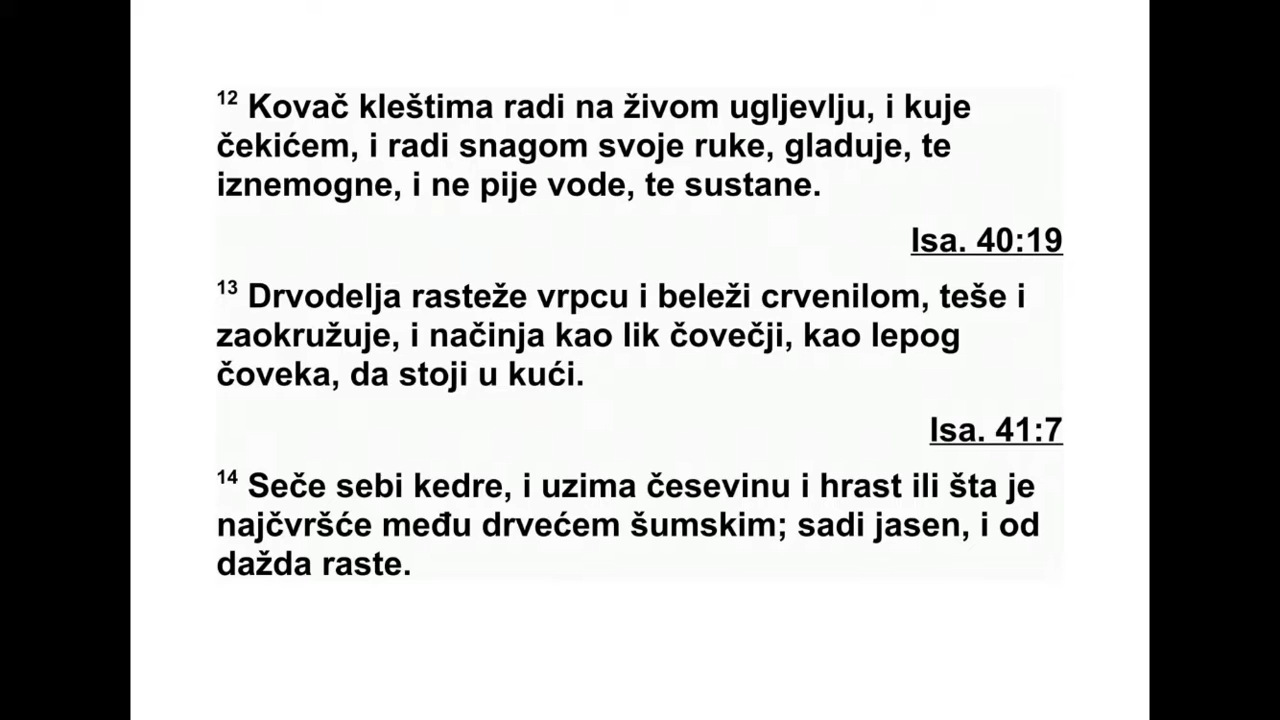 12 Kovač kleštima radi na živom ugljevlju, i kuje
čekićem, i radi snagom svoje ruke, gladuje, te
iznemogne, i ne pije vode, te sustane.
Isa. 40:19
13 Drvodelja rasteže vrpcu i beleži crvenilom, teše i
zaokružuje, i načinja kao lik čovečji, kao lepog
čoveka, da stoji u kući.
Isa. 41:7
14 Seče sebi kedre, i uzima česevinu i hrast ili šta je
najčvršće među drvećem šumskim; sadi jasen, i od
dažda raste.